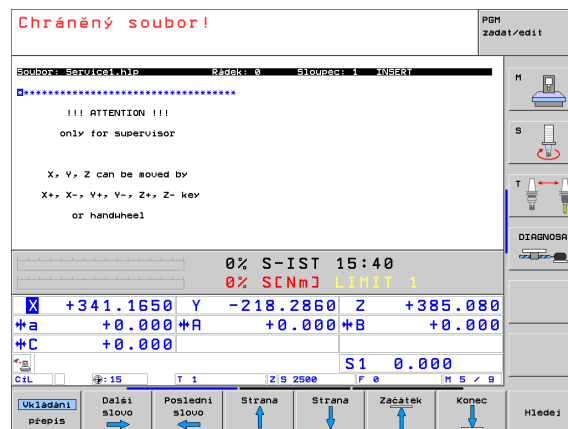 Chráněný soubor!
PGM
zadat/edit
Soubor: Service1.hlp Rádek: 0 Sloupec: 1 INSERT
***********************************
!!! ATTENTION !!!
only for supervisor
X, Y, Z can be moved by
X+, X-, Y+, Y-, Z+, Z- key
or handwheel
M
S
T
DIAGNOSA
0% S-IST 15:40
0% S[Nm] LIMIT 1
X +341.1650 Y -218.2860 Z +385.080
*a +0.000 *A +0.000 *B +0.000
*C +0.000
S1 0.000
CíL :15 T 1 Z S 2500 F 0 M 5 / 9
Vkládání
přepis
Další
slovo
Poslední
slovo
Strana
Strana
Začátek
Konec
Hledej